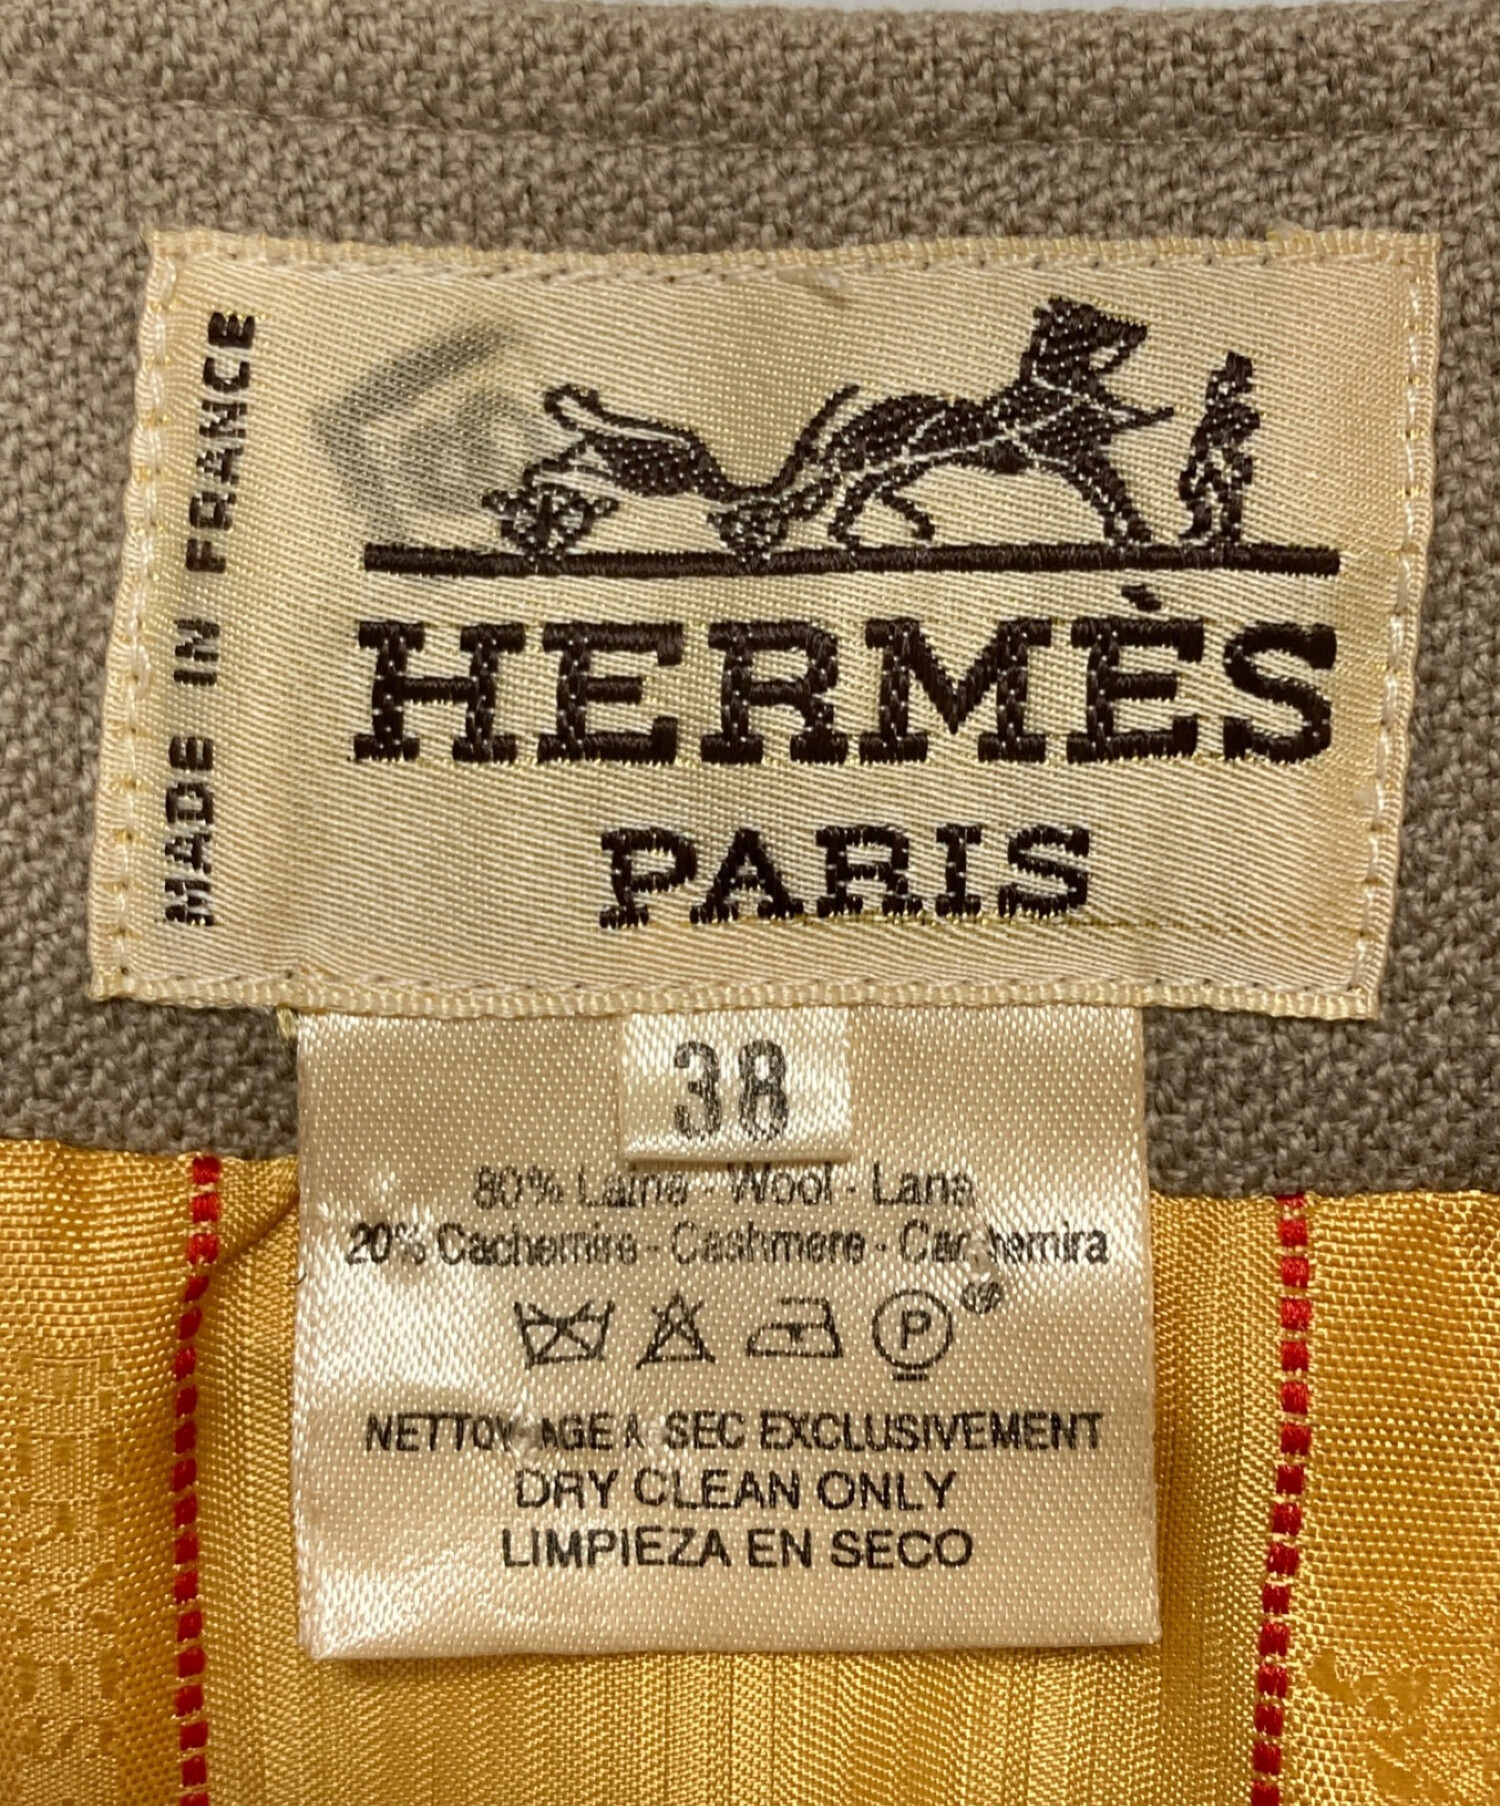 MADE IN FRANCE
HERMÈS
PARIS
38
80% Laine - Wool - Lana
20% Cachemire - Cashmere - Cachemira
P
NETTOYAGE A SEC EXCLUSIVEMENT
DRY CLEAN ONLY
LIMPIEZA EN SECO